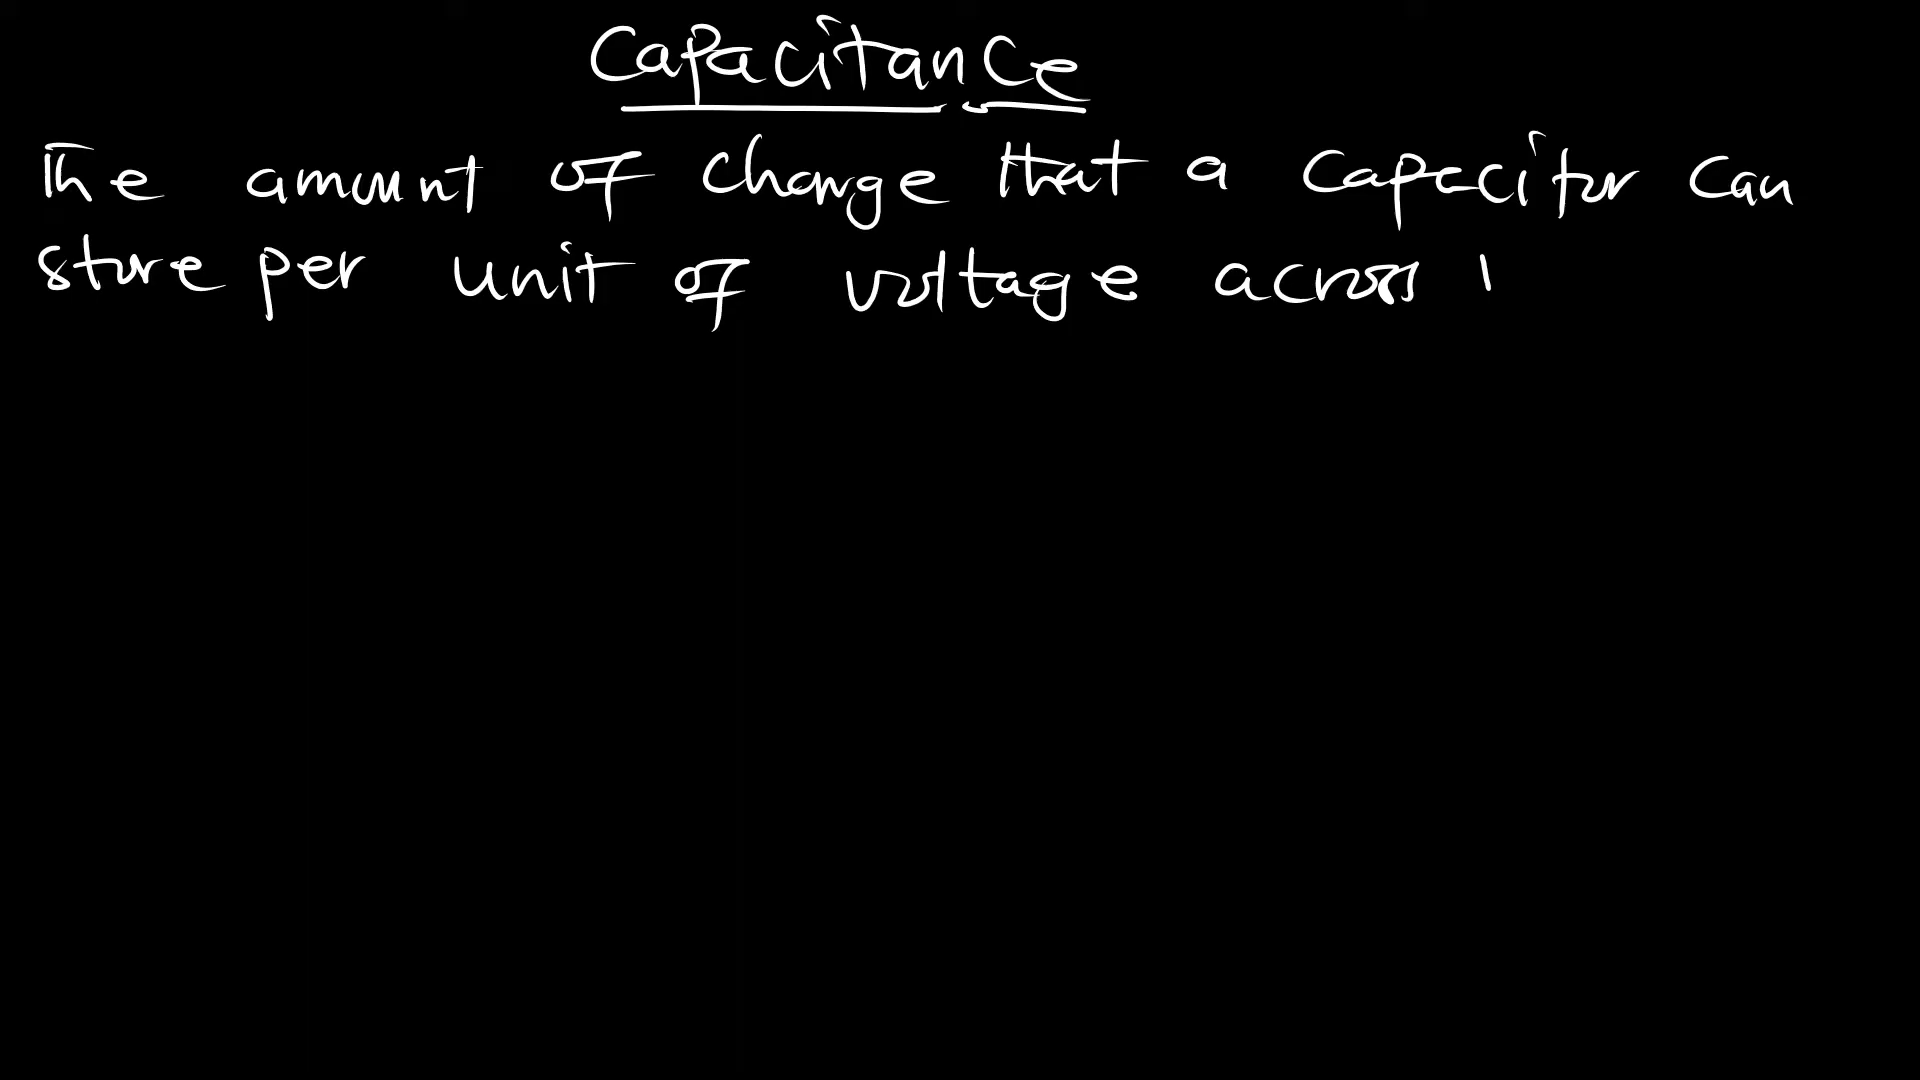 Capacitance
The amount of charge that a capacitor can
store per unit of voltage across